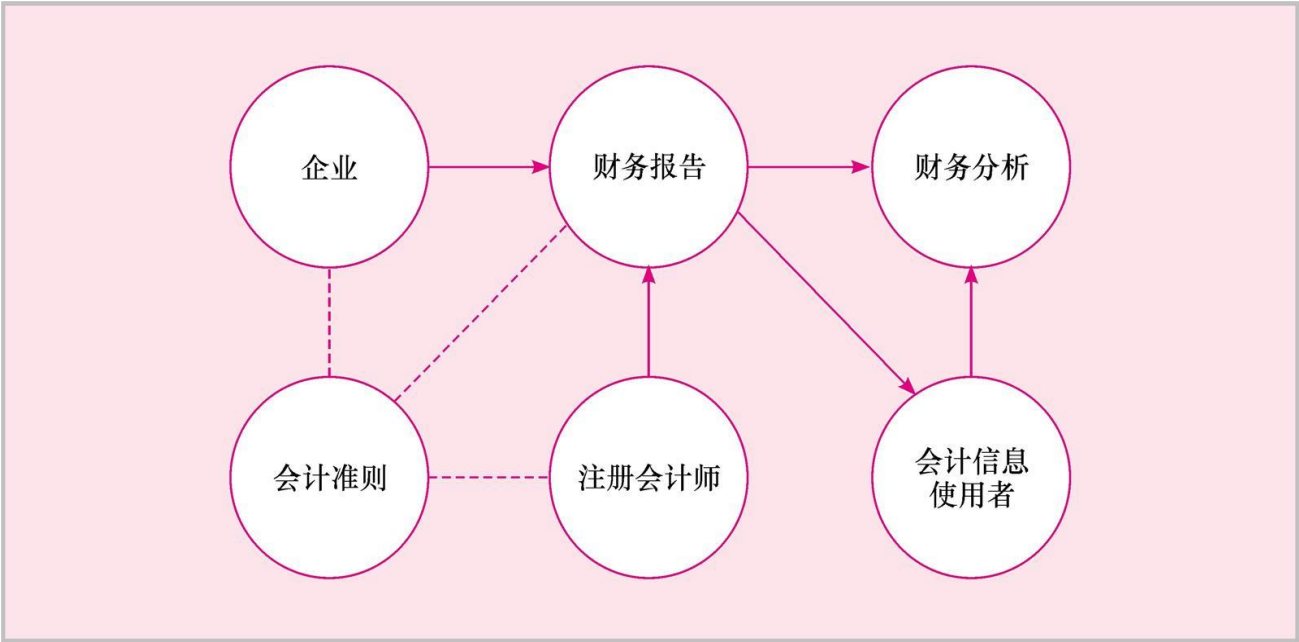 企业
财务报告
财务分析
会计准则
注册会计师
会计信息
使用者